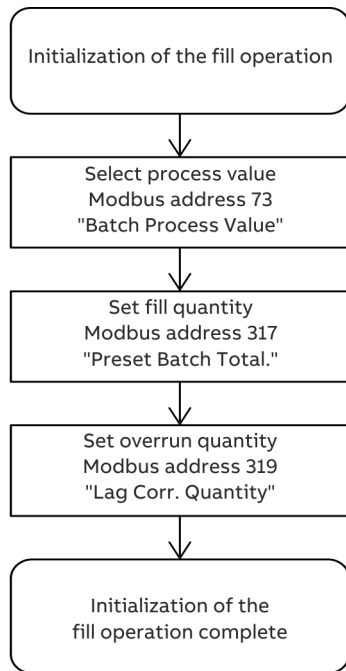 Initialization of the fill operation
Select process value
Modbus address 73
"Batch Process Value"
Set fill quantity
Modbus address 317
"Preset Batch Total."
Set overrun quantity
Modbus address 319
"Lag Corr. Quantity"
Initialization of the
fill operation complete